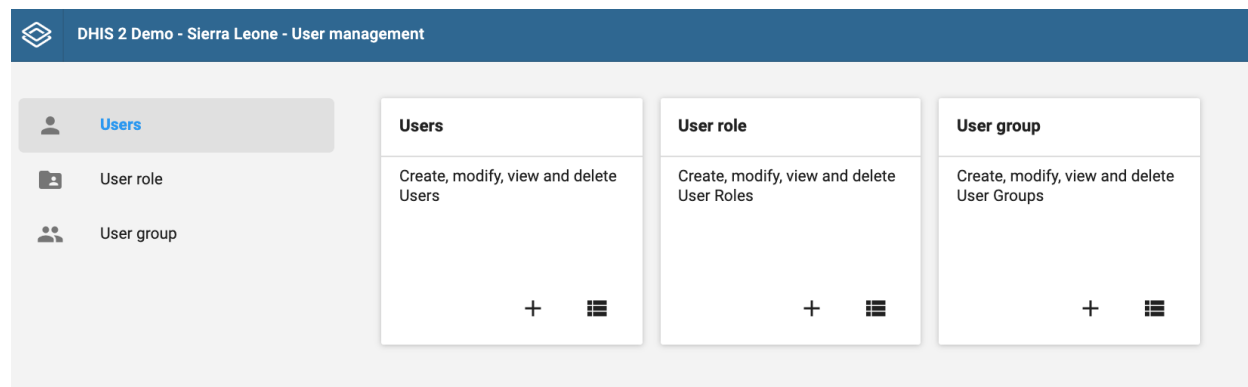 DHIS 2 Demo - Sierra Leone - User management
Users
User role
User group
Users
Create, modify, view and delete
Users
User role
Create, modify, view and delete
User Roles
User group
Create, modify, view and delete
User Groups